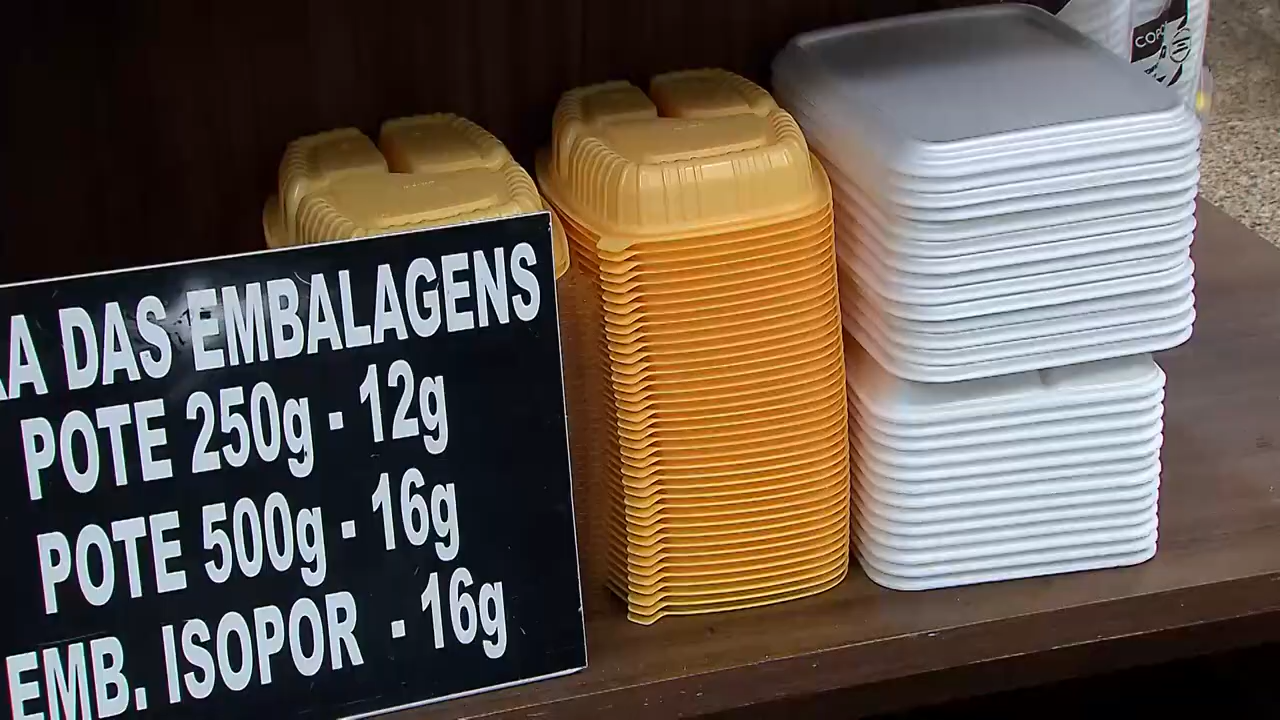 DAS EMBALAGENS
POTE 250g - 12g
POTE 500g - 16g
EMB. ISOPOR - 16g